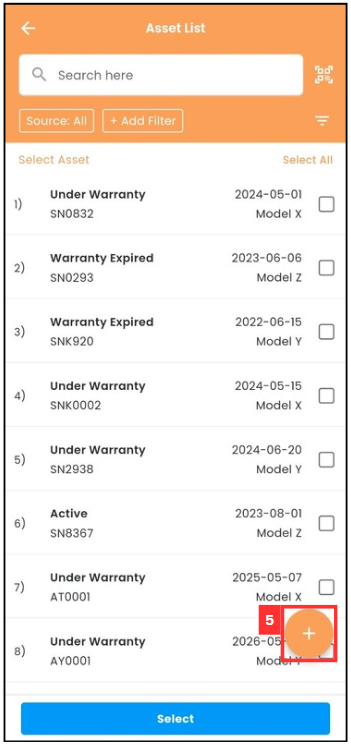 Asset List
Search here
Source: All + Add Filter
Select Asset Select All
1) Under Warranty 2024-05-01
SN0832 Model X
2) Warranty Expired 2023-06-06
SN0293 Model Z
3) Warranty Expired 2022-06-15
SNK920 Model Y
4) Under Warranty 2024-05-15
SNK0002 Model X
5) Under Warranty 2024-06-20
SN2938 Model Y
6) Active 2023-08-01
SN8367 Model Z
7) Under Warranty 2025-05-07
AT0001 Model X
5
+
8) Under Warranty 2026-05-
AY0001 Model
Select